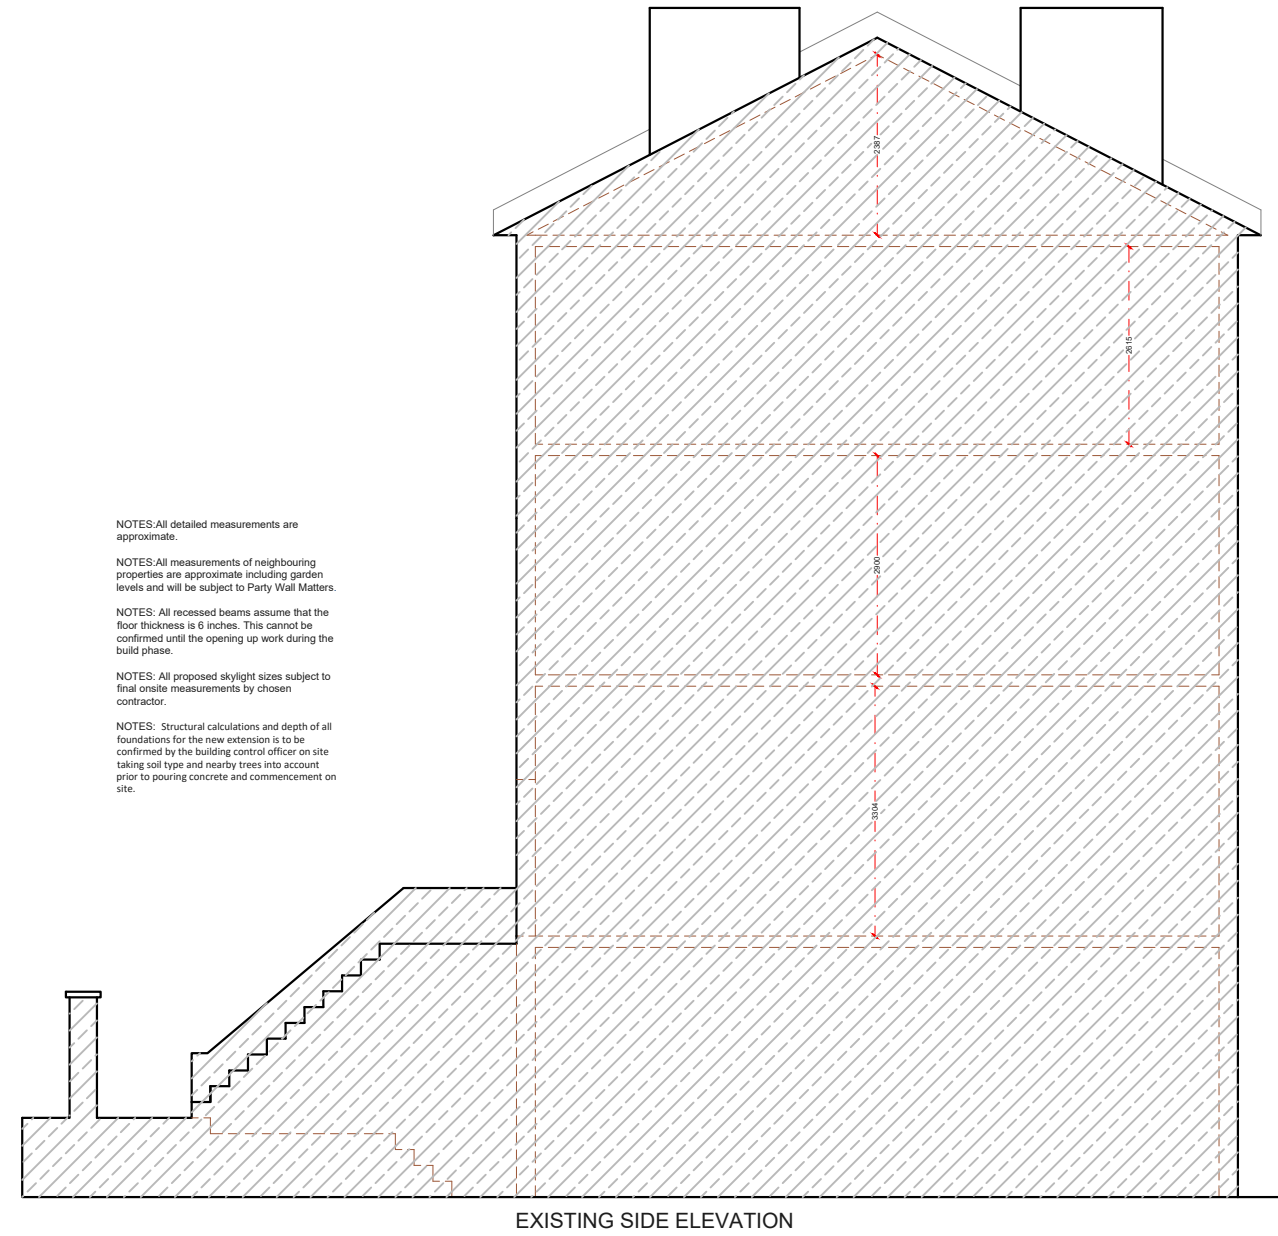 2387
2615
2900
3304
NOTES:All detailed measurements are
approximate.
NOTES:All measurements of neighbouring
properties are approximate including garden
levels and will be subject to Party Wall Matters.
NOTES: All recessed beams assume that the
floor thickness is 6 inches. This cannot be
confirmed until the opening up work during the
build phase.
NOTES: All proposed skylight sizes subject to
final onsite measurements by chosen
contractor.
NOTES: Structural calculations and depth of all
foundations for the new extension is to be
confirmed by the building control officer on site
taking soil type and nearby trees into account
prior to pouring concrete and commencement on
site.
EXISTING SIDE ELEVATION